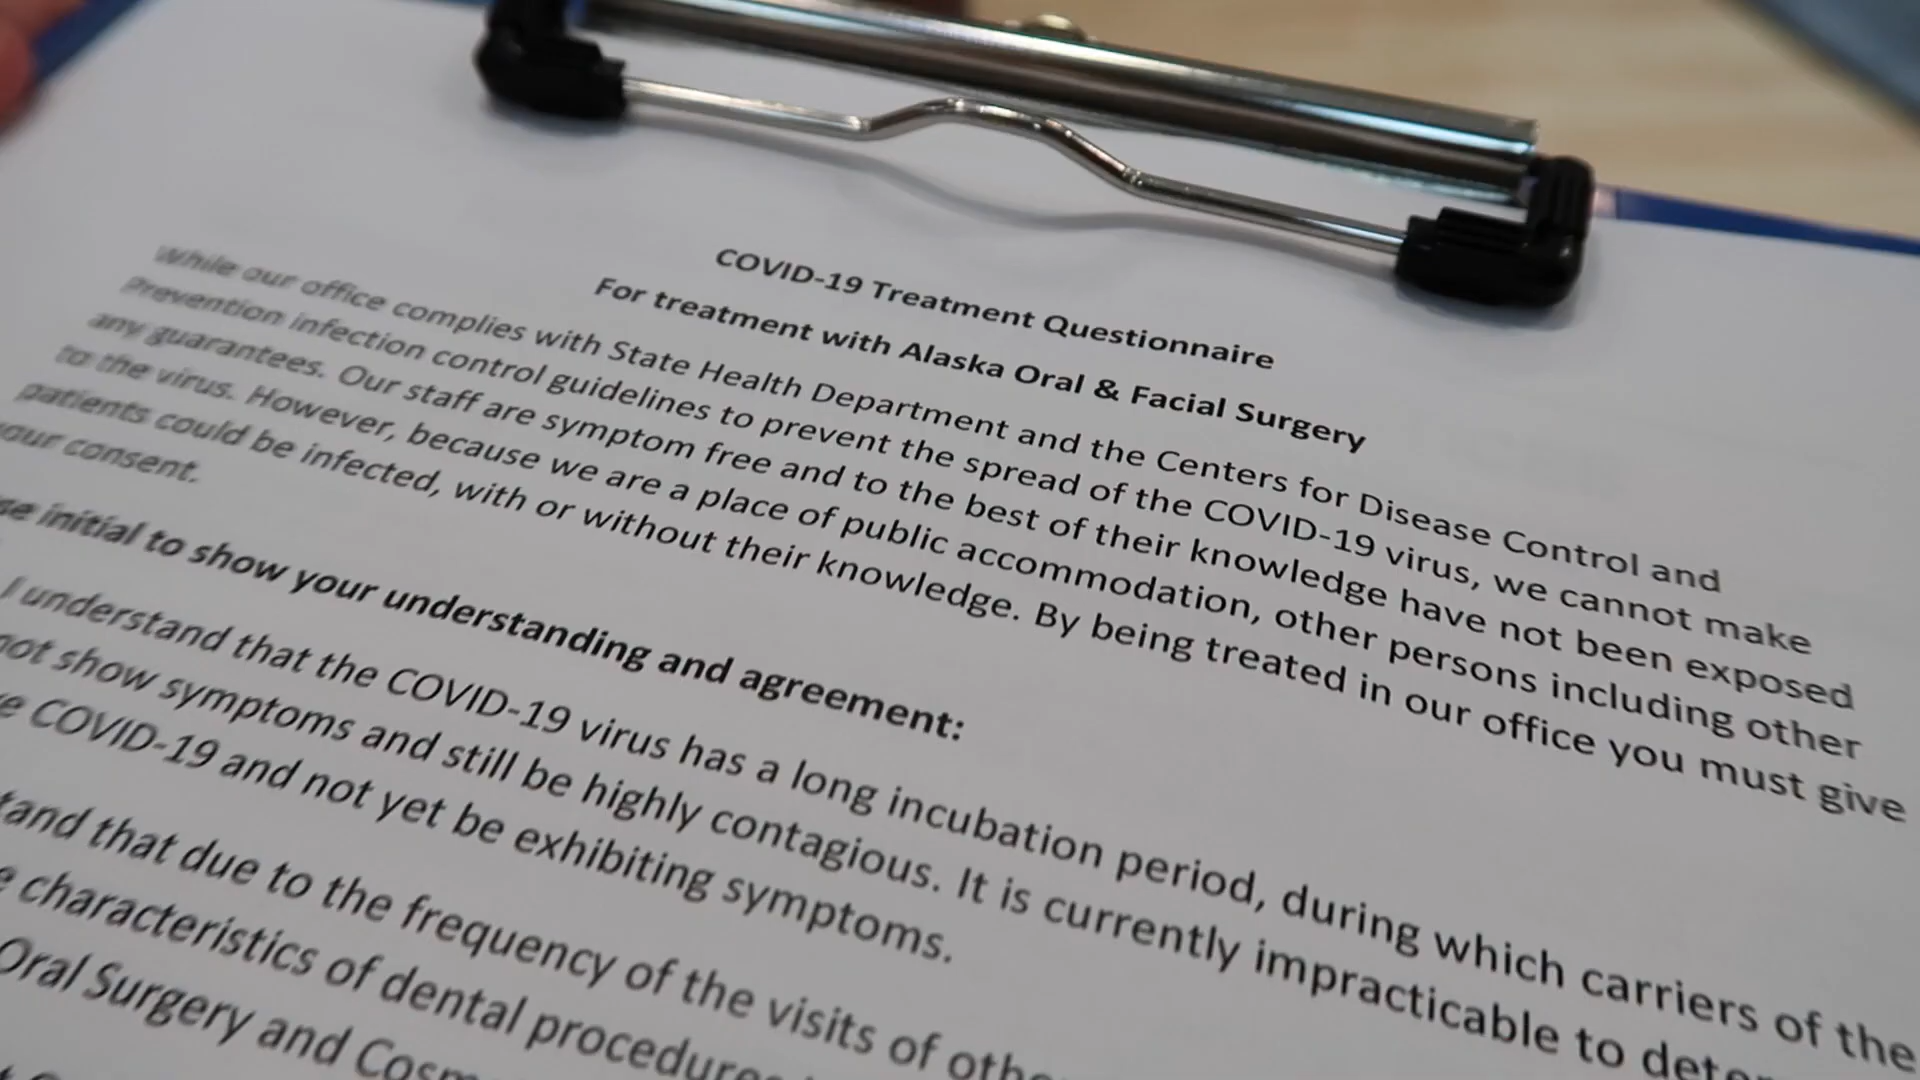 COVID-19 Treatment Questionnaire
For treatment with Alaska Oral & Facial Surgery
While our office complies with State Health Department and the Centers for Disease Control and
Prevention infection control guidelines to prevent the spread of the COVID-19 virus, we cannot make
any guarantees. Our staff are symptom free and to the best of their knowledge have not been exposed
to the virus. However, because we are a place of public accommodation, other persons including other
patients could be infected, with or without their knowledge. By being treated in our office you must give
your consent.
initial to show your understanding and agreement:
I understand that the COVID-19 virus has a long incubation period, during which carriers of the
not show symptoms and still be highly contagious. It is currently impracticable to
COVID-19 and not yet be exhibiting symptoms.
that due to the frequency of the visits of
characteristics of dental
Oral Surgery and